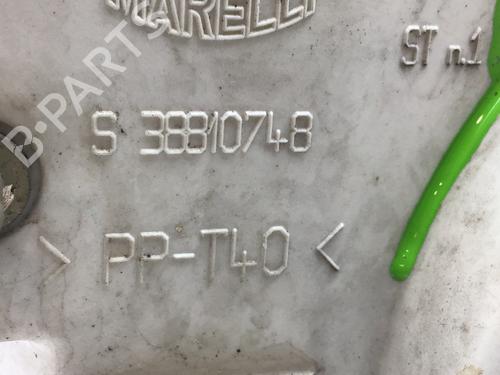 MARELLI
ST n.1
S 38810748
> PP-T40 <
B-PARTS